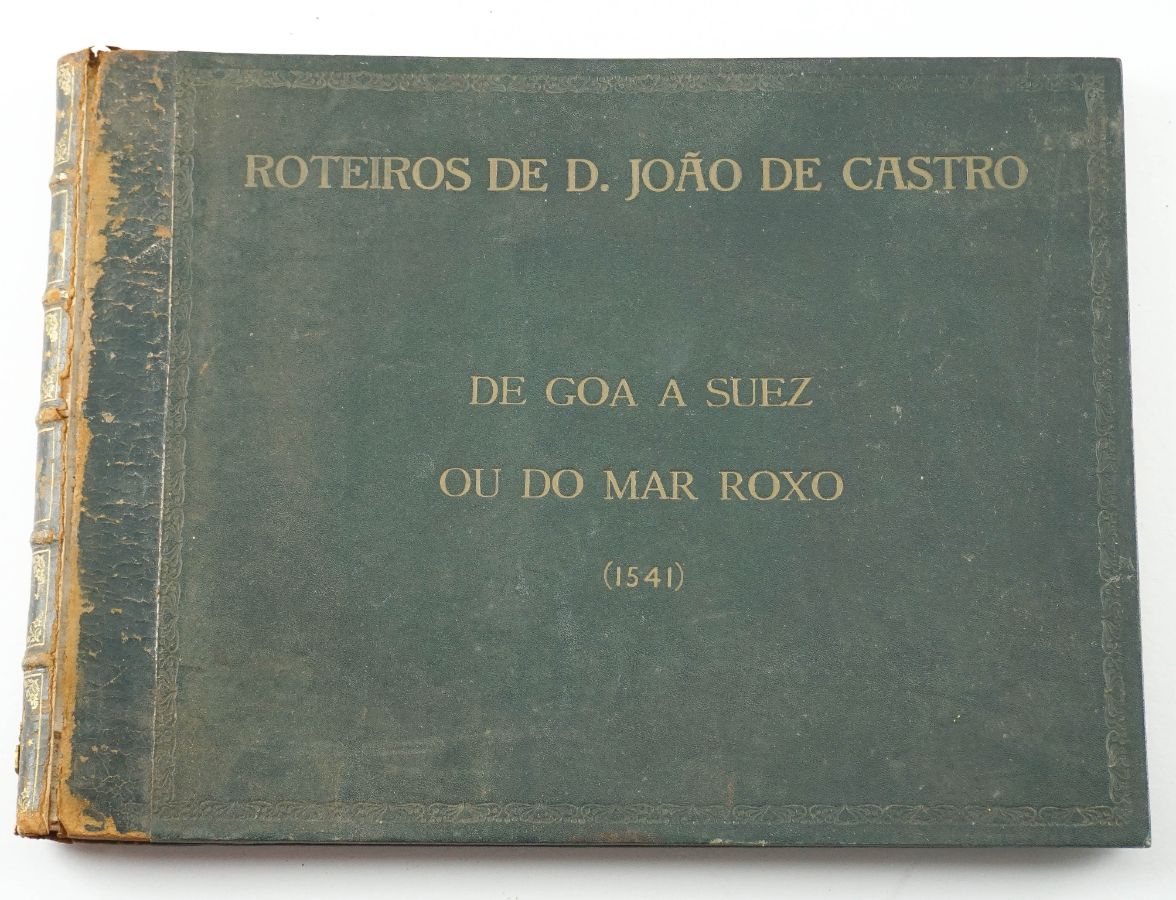 ROTEIROS DE D. JOÃO DE CASTRO
DE GOA A SUEZ
OU DO MAR ROXO
(1541)